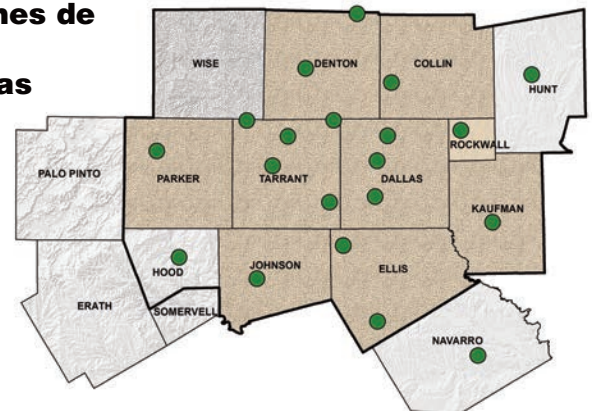 nes de
as
WISE
DENTON
COLLIN
HUNT
ROCKWALL
PALO PINTO
PARKER
TARRANT
DALLAS
KAUFMAN
HOOD
JOHNSON
ELLIS
ERATH
SOMERVELL
NAVARRO